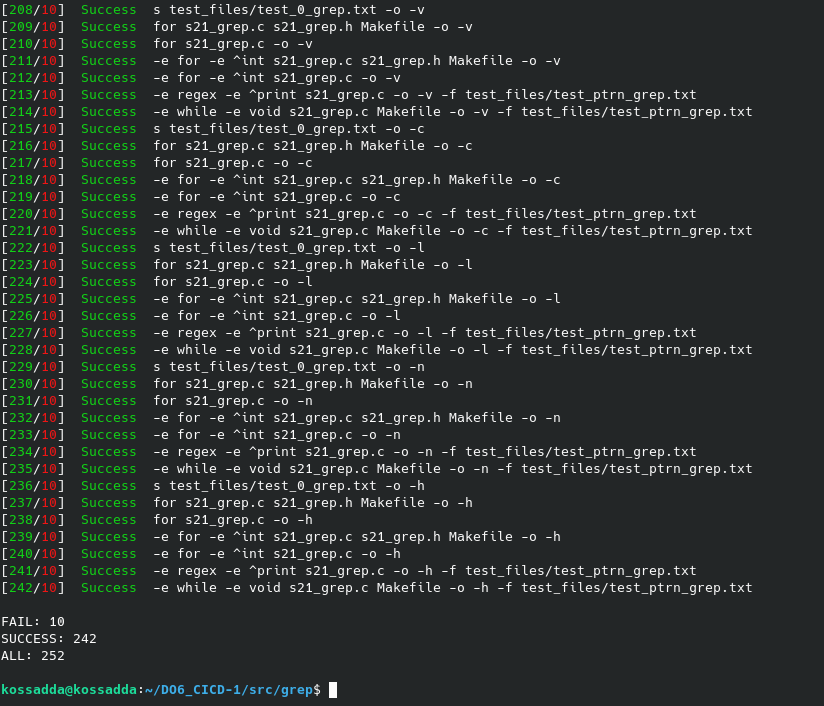 [208/10]  Success  s test_files/test_0_grep.txt -o -v
[209/10]  Success  for s21_grep.c s21_grep.h Makefile -o -v
[210/10]  Success  for s21_grep.c -o -v
[211/10]  Success  -e for -e ^int s21_grep.c s21_grep.h Makefile -o -v
[212/10]  Success  -e for -e ^int s21_grep.c -o -v
[213/10]  Success  -e regex -e ^print s21_grep.c -o -v -f test_files/test_ptrn_grep.txt
[214/10]  Success  -e while -e void s21_grep.c Makefile -o -v -f test_files/test_ptrn_grep.txt
[215/10]  Success  s test_files/test_0_grep.txt -o -c
[216/10]  Success  for s21_grep.c s21_grep.h Makefile -o -c
[217/10]  Success  for s21_grep.c -o -c
[218/10]  Success  -e for -e ^int s21_grep.c s21_grep.h Makefile -o -c
[219/10]  Success  -e for -e ^int s21_grep.c -o -c
[220/10]  Success  -e regex -e ^print s21_grep.c -o -c -f test_files/test_ptrn_grep.txt
[221/10]  Success  -e while -e void s21_grep.c Makefile -o -c -f test_files/test_ptrn_grep.txt
[222/10]  Success  s test_files/test_0_grep.txt -o -l
[223/10]  Success  for s21_grep.c s21_grep.h Makefile -o -l
[224/10]  Success  for s21_grep.c -o -l
[225/10]  Success  -e for -e ^int s21_grep.c s21_grep.h Makefile -o -l
[226/10]  Success  -e for -e ^int s21_grep.c -o -l
[227/10]  Success  -e regex -e ^print s21_grep.c -o -l -f test_files/test_ptrn_grep.txt
[228/10]  Success  -e while -e void s21_grep.c Makefile -o -l -f test_files/test_ptrn_grep.txt
[229/10]  Success  s test_files/test_0_grep.txt -o -n
[230/10]  Success  for s21_grep.c s21_grep.h Makefile -o -n
[231/10]  Success  for s21_grep.c -o -n
[232/10]  Success  -e for -e ^int s21_grep.c s21_grep.h Makefile -o -n
[233/10]  Success  -e for -e ^int s21_grep.c -o -n
[234/10]  Success  -e regex -e ^print s21_grep.c -o -n -f test_files/test_ptrn_grep.txt
[235/10]  Success  -e while -e void s21_grep.c Makefile -o -n -f test_files/test_ptrn_grep.txt
[236/10]  Success  s test_files/test_0_grep.txt -o -h
[237/10]  Success  for s21_grep.c s21_grep.h Makefile -o -h
[238/10]  Success  for s21_grep.c -o -h
[239/10]  Success  -e for -e ^int s21_grep.c s21_grep.h Makefile -o -h
[240/10]  Success  -e for -e ^int s21_grep.c -o -h
[241/10]  Success  -e regex -e ^print s21_grep.c -o -h -f test_files/test_ptrn_grep.txt
[242/10]  Success  -e while -e void s21_grep.c Makefile -o -h -f test_files/test_ptrn_grep.txt
FAIL: 10
SUCCESS: 242
ALL: 252
kossadda@kossadda:~/DO6_CICD-1/src/grep$